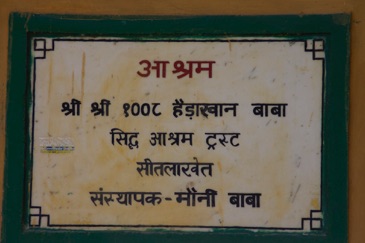 आश्रम
श्री श्री १००८ हैड़ाखान बाबा
सिद्ध आश्रम ट्रस्ट
सीतलाखेत
संस्थापक - मौनी बाबा